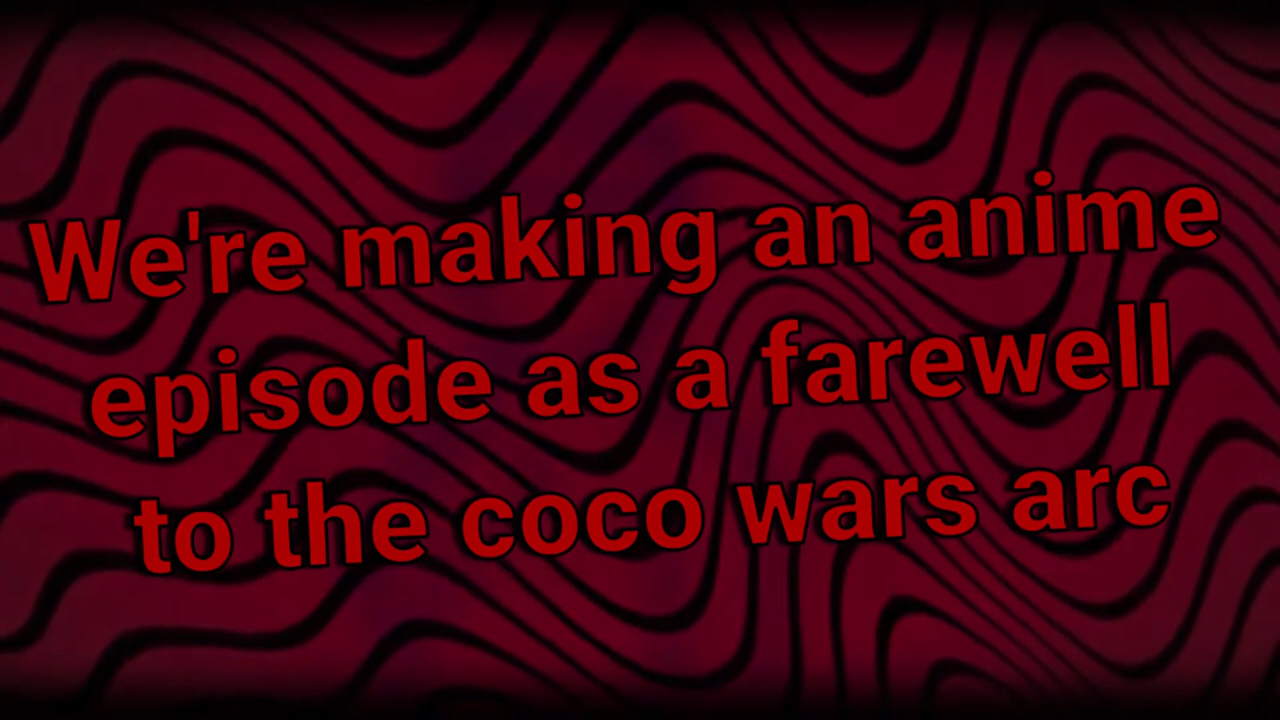 We're making an anime
episode as a farewell
to the coco wars arc